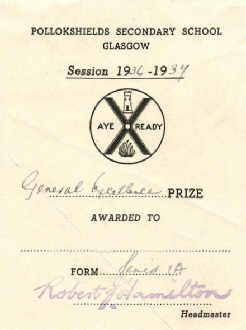 POLLOKSHIELDS SECONDARY SCHOOL
GLASGOW
Session 1936-1937
AYE READY
General Excellence PRIZE
AWARDED TO
FORM 1A
Robert Hamilton
Headmaster